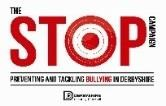 THE
STOP
CAMPAIGN
PREVENTING AND TACKLING BULLYING IN DERBYSHIRE